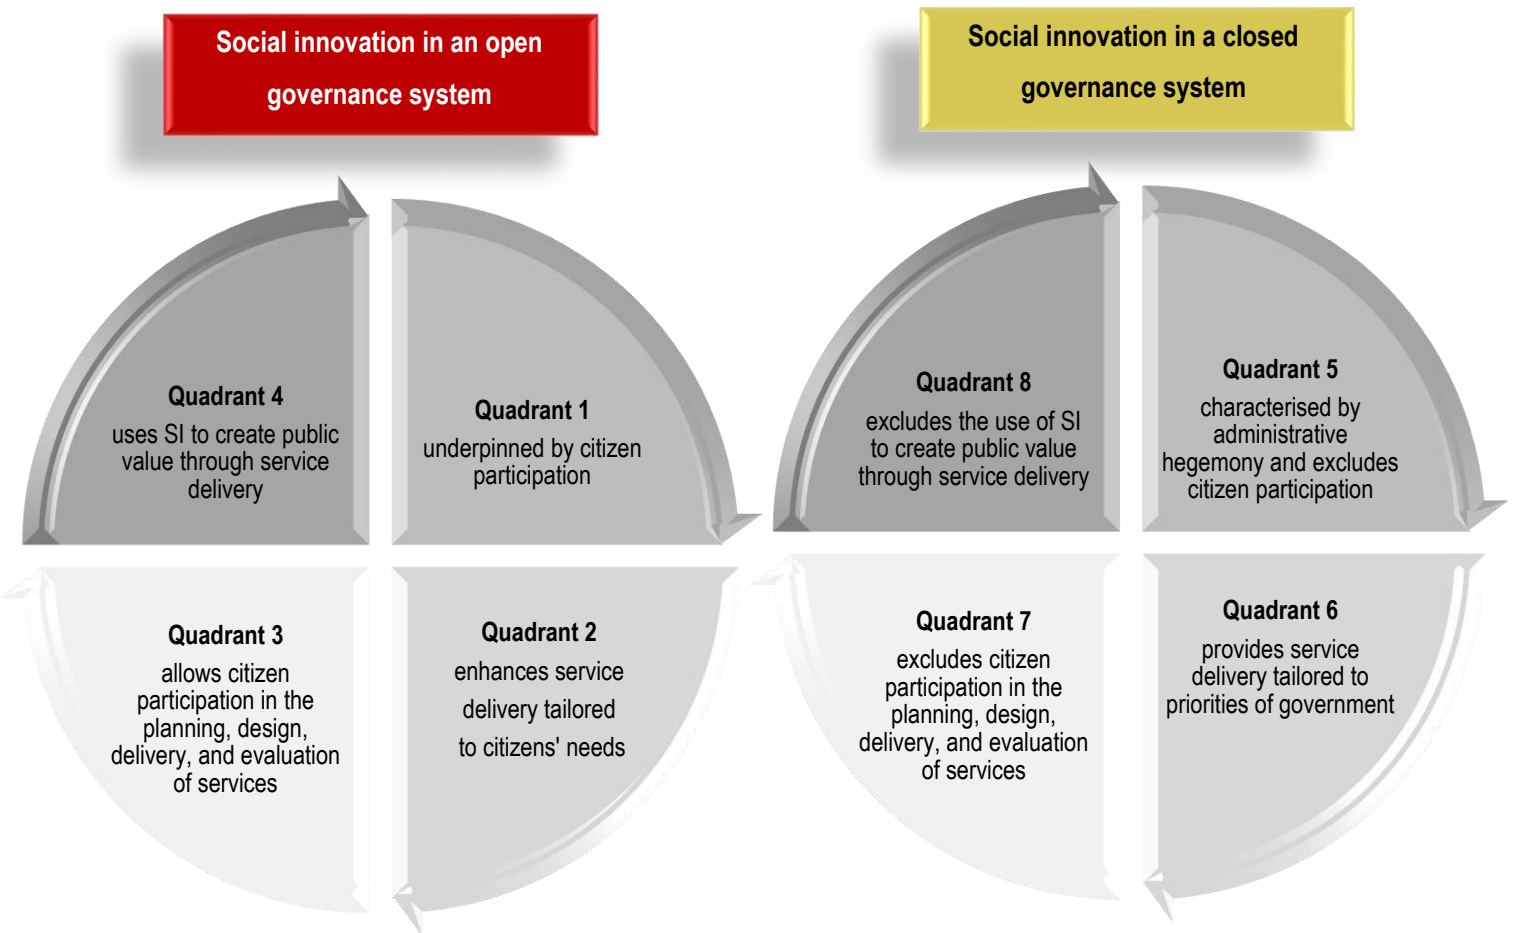 Social innovation in an open
governance system
Social innovation in a closed
governance system
Quadrant 4
uses SI to create public
value through service
delivery
Quadrant 1
underpinned by citizen
participation
Quadrant 3
allows citizen
participation in the
planning, design,
delivery, and evaluation
of services
Quadrant 2
enhances service
delivery tailored
to citizens' needs
Quadrant 8
excludes the use of SI
to create public value
through service delivery
Quadrant 5
characterised by
administrative
hegemony and excludes
citizen participation
Quadrant 7
excludes citizen
participation in the
planning, design,
delivery, and evaluation
of services
Quadrant 6
provides service
delivery tailored to
priorities of government